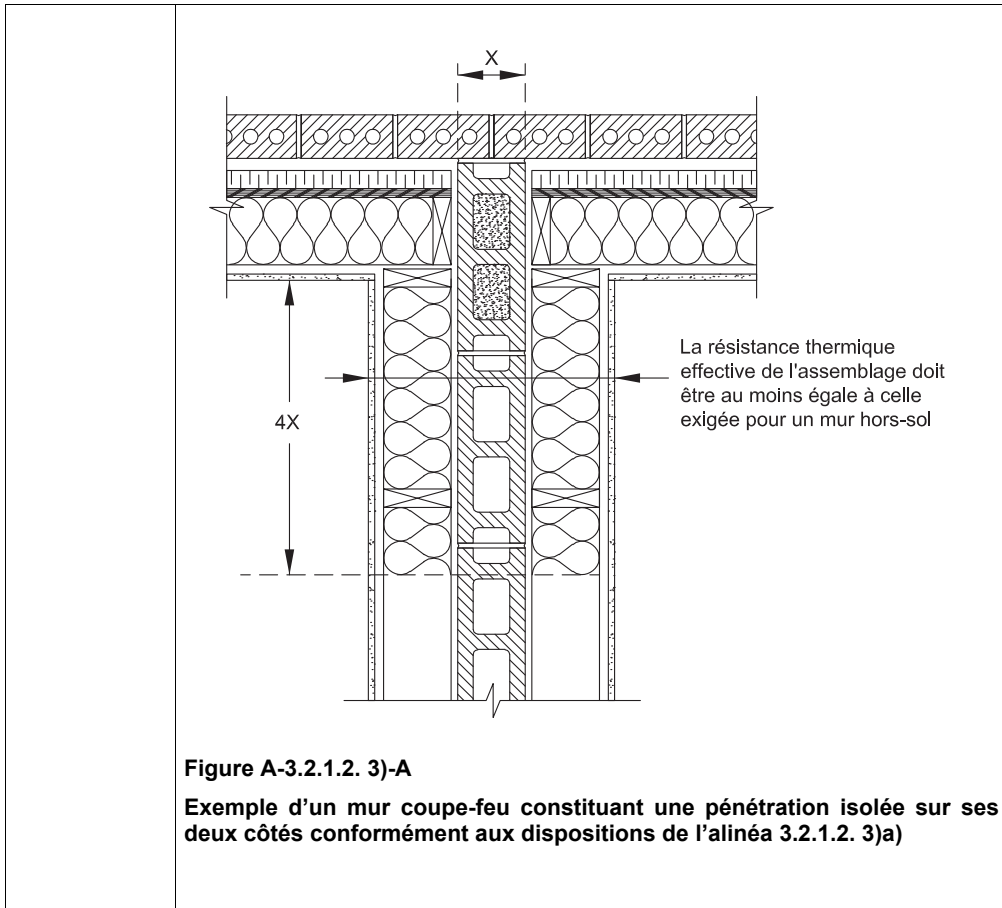 X
La résistance thermique
effective de l'assemblage doit
être au moins égale à celle
exigée pour un mur hors-sol
4X
Figure A-3.2.1.2. 3)-A
Exemple d’un mur coupe-feu constituant une pénétration isolée sur ses
deux côtés conformément aux dispositions de l’alinéa 3.2.1.2. 3)a)